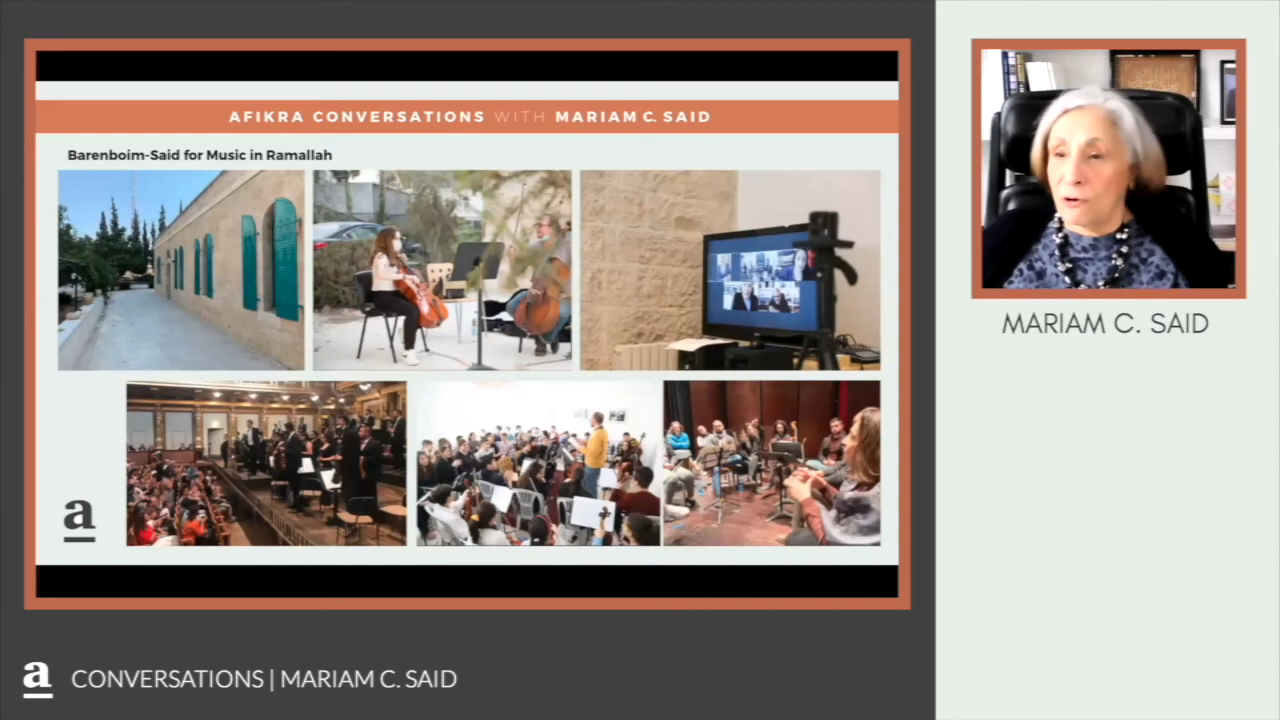 AFIKRA CONVERSATIONS WITH MARIAM C. SAID
Barenboim-Said for Music in Ramallah
a
MARIAM C. SAID
a
CONVERSATIONS | MARIAM C. SAID